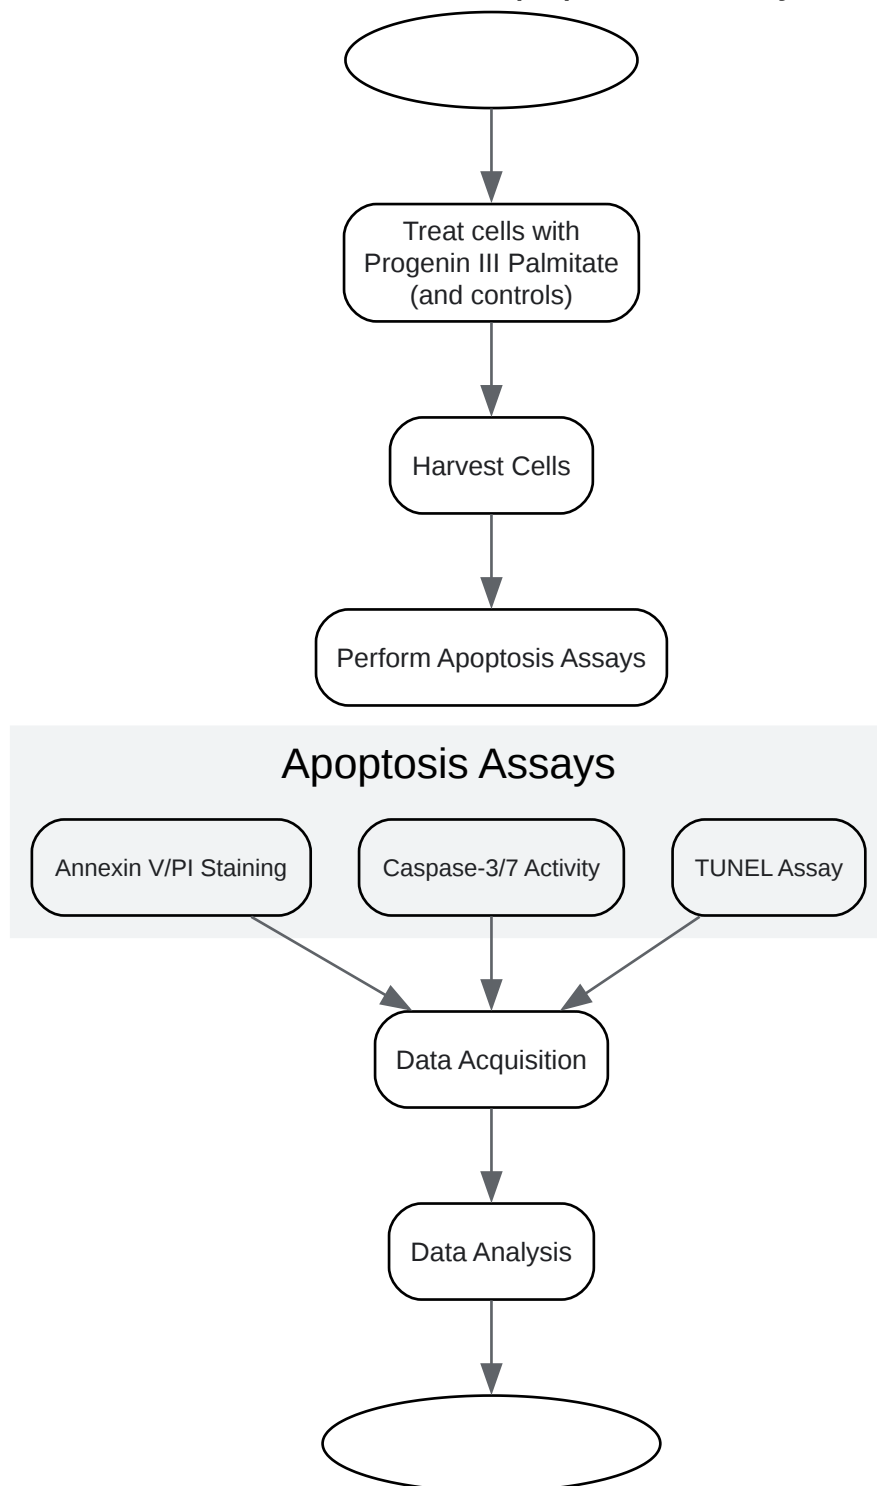 Treat cells with
Progenin III Palmitate
(and controls)
Harvest Cells
Perform Apoptosis Assays
Apoptosis Assays
Annexin V/PI Staining
Caspase-3/7 Activity
TUNEL Assay
Data Acquisition
Data Analysis